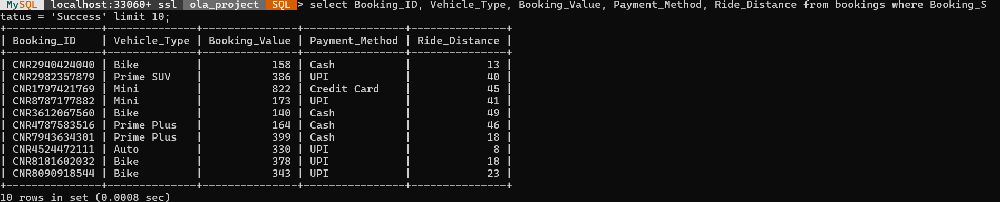 MySQL localhost:33060+ ssl ola_project SQL > select Booking_ID, Vehicle_Type, Booking_Value, Payment_Method, Ride_Distance from bookings where Booking_S
tatus = 'Success' limit 10;
+---------------+--------------+---------------+----------------+---------------+
| Booking_ID    | Vehicle_Type | Booking_Value | Payment_Method | Ride_Distance |
+---------------+--------------+---------------+----------------+---------------+
| CNR2940424040 | Bike         |           158 | Cash           |            13 |
| CNR2982357879 | Prime SUV    |           386 | UPI            |            40 |
| CNR1797421769 | Mini         |           822 | Credit Card    |            45 |
| CNR8787177882 | Mini         |           173 | UPI            |            41 |
| CNR3612067560 | Bike         |           140 | Cash           |            49 |
| CNR4787583516 | Prime Plus   |           164 | Cash           |            46 |
| CNR7943634301 | Prime Plus   |           399 | Cash           |            18 |
| CNR4524472111 | Auto         |           330 | UPI            |             8 |
| CNR8181602032 | Bike         |           378 | UPI            |            18 |
| CNR8090918544 | Bike         |           343 | UPI            |            23 |
+---------------+--------------+---------------+----------------+---------------+
10 rows in set (0.0008 sec)